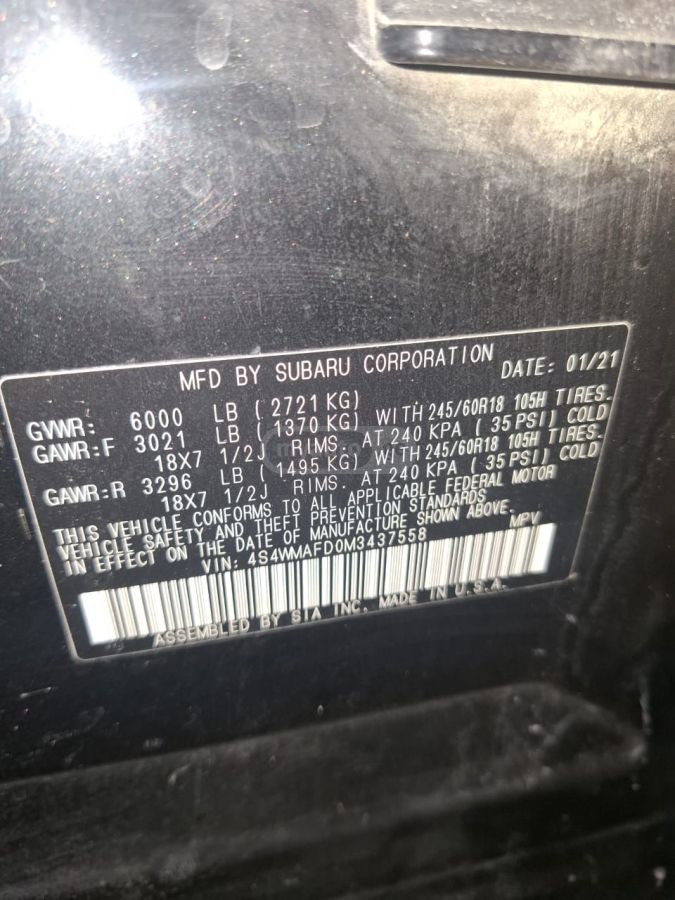 MFD BY SUBARU CORPORATION DATE: 01/21
GVWR: 6000 LB ( 2721 KG)
GAWR:F 3021 LB ( 1370 KG) WITH 245/60R18 105H TIRES.
18X7 1/2J RIMS. AT 240 KPA ( 35 PSI) COLD
GAWR:R 3296 LB ( 1495 KG) WITH 245/60R18 105H TIRES.
18X7 1/2J RIMS. AT 240 KPA ( 35 PSI) COLD
THIS VEHICLE CONFORMS TO ALL APPLICABLE FEDERAL MOTOR
VEHICLE SAFETY AND THEFT PREVENTION STANDARDS
IN EFFECT ON THE DATE OF MANUFACTURE SHOWN ABOVE.
VIN: 4S4WMAFD0M3437558 MPV
ASSEMBLED BY SIA INC. MADE IN U.S.A.